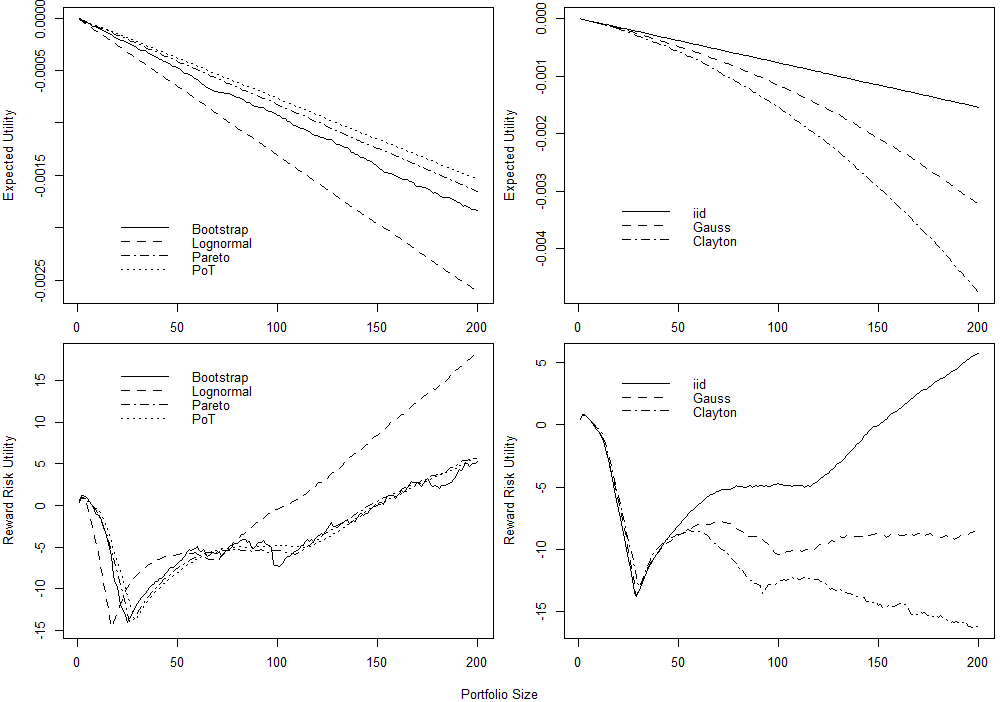 Expected Utility
0.0000
-0.0005
-0.0015
-0.0025
Bootstrap
Lognormal
Pareto
PoT
0 50 100 150 200
Expected Utility
0.000
-0.001
-0.002
-0.003
-0.004
iid
Gauss
Clayton
0 50 100 150 200
Reward Risk Utility
15
10
5
0
-5
-10
-15
Bootstrap
Lognormal
Pareto
PoT
0 50 100 150 200
Reward Risk Utility
5
0
-5
-10
-15
iid
Gauss
Clayton
0 50 100 150 200
Portfolio Size